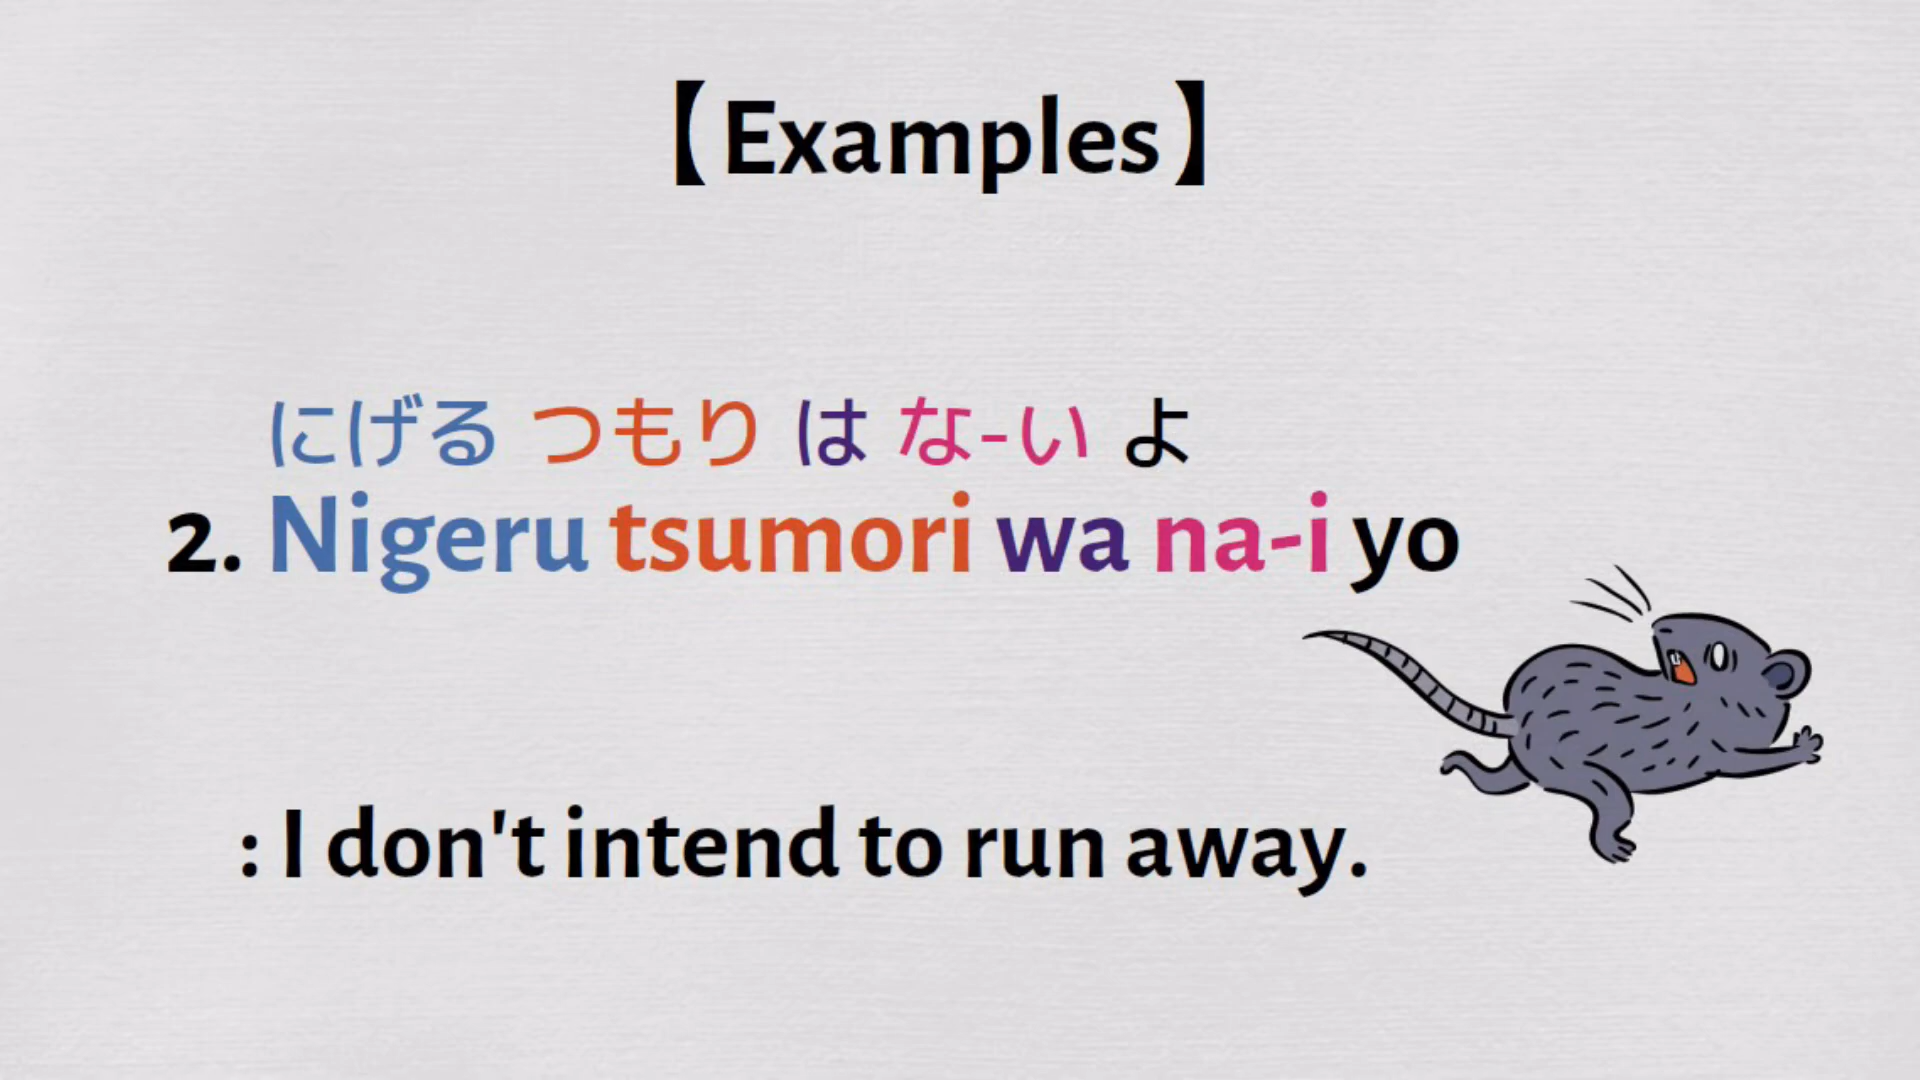 【Examples】
にげる つもり は な-い よ
2. Nigeru tsumori wa na-i yo
: I don't intend to run away.